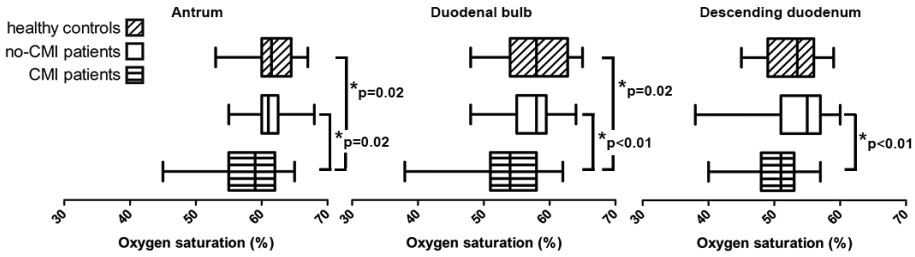 Antrum
Duodenal bulb
Descending duodenum
healthy controls
no-CMI patients
CMI patients
*p=0.02
*p=0.02
*p=0.02
*p<0.01
*p<0.01
30 40 50 60 70
30 40 50 60 70
30 40 50 60 70
Oxygen saturation (%)
Oxygen saturation (%)
Oxygen saturation (%)